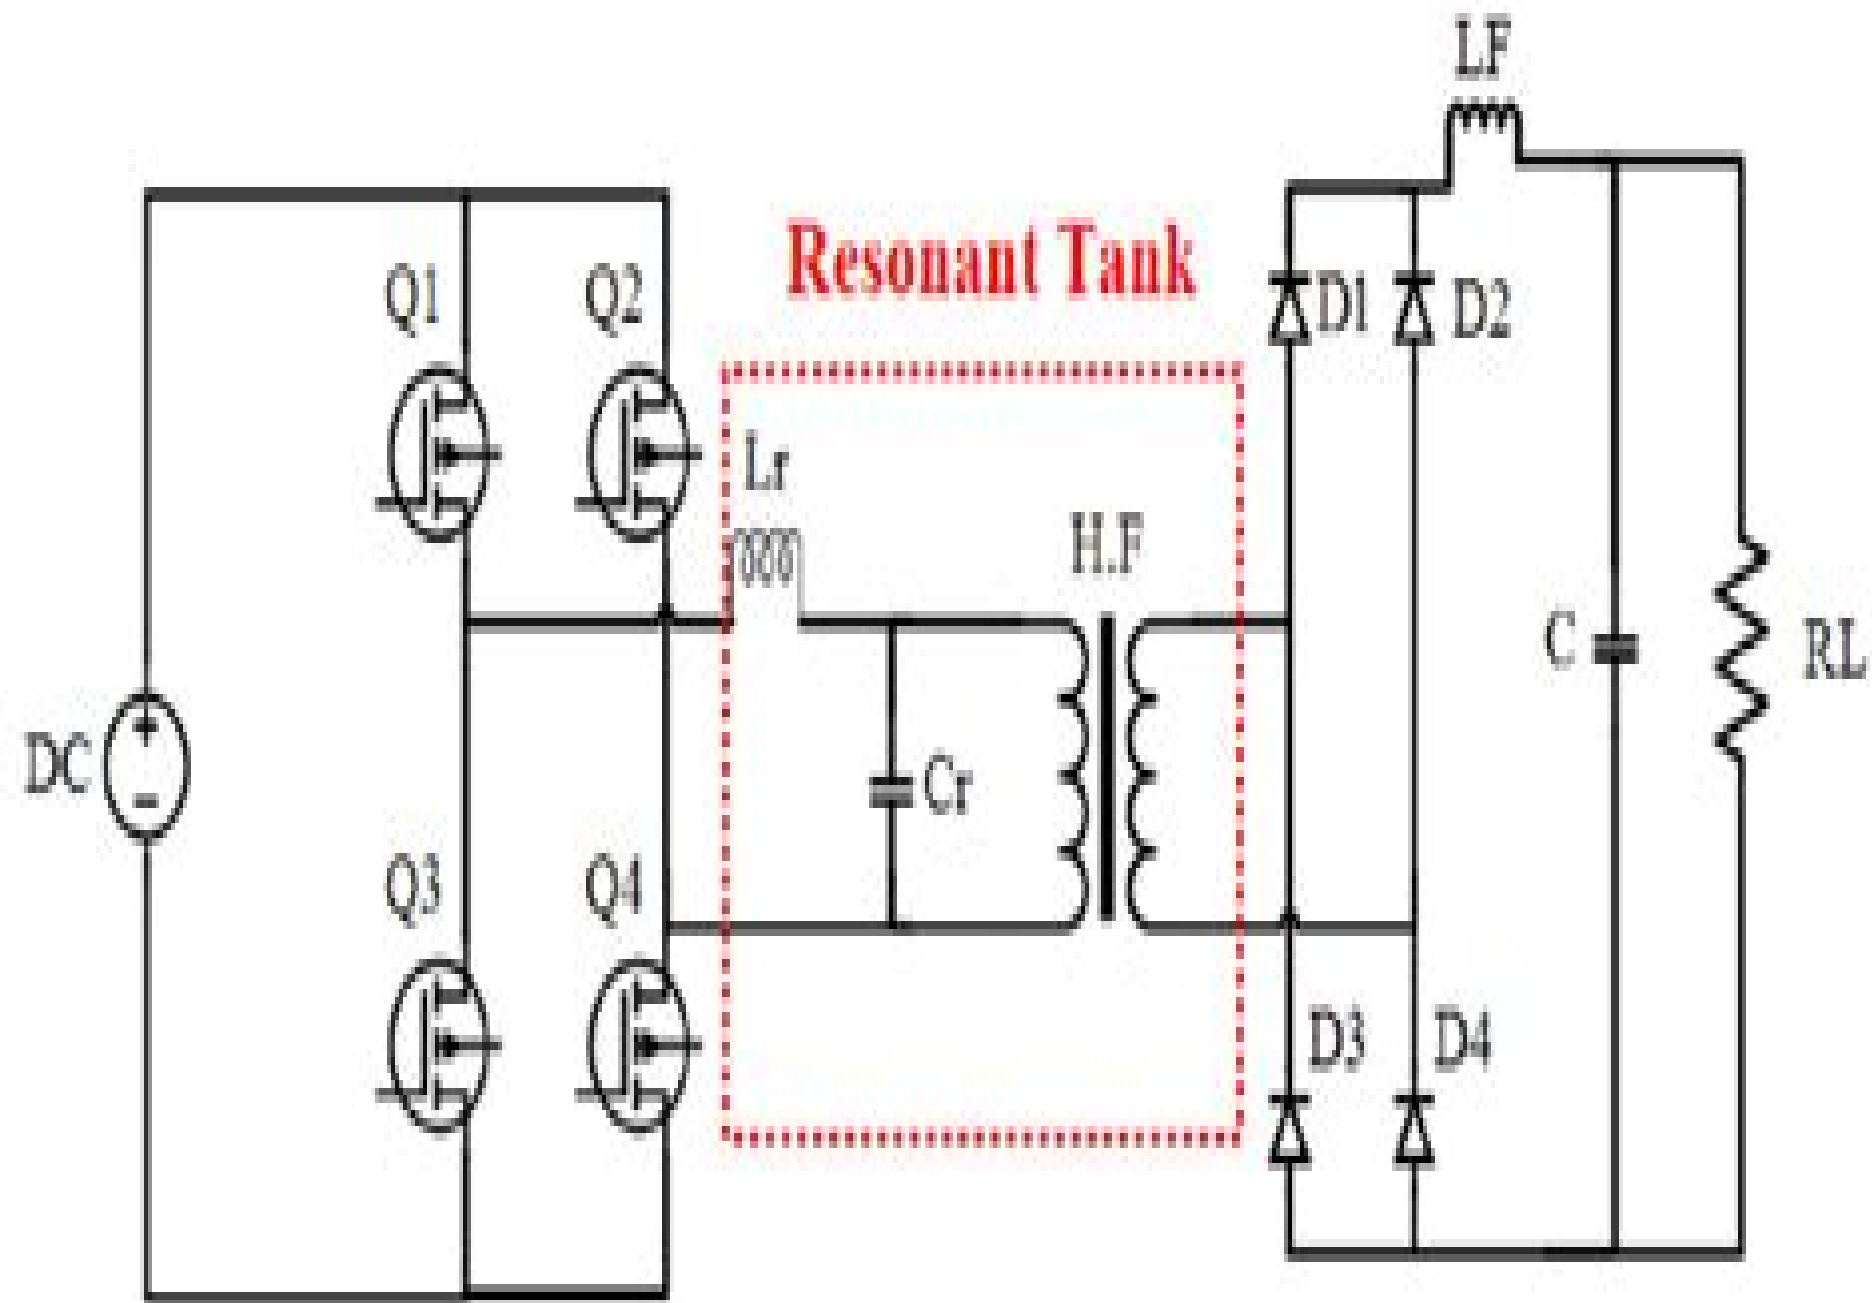 LF
Resonant Tank
Q1
Q2
D1
D2
Lr
H.F
C
RL
DC
+
-
Cr
Q3
Q4
D3
D4